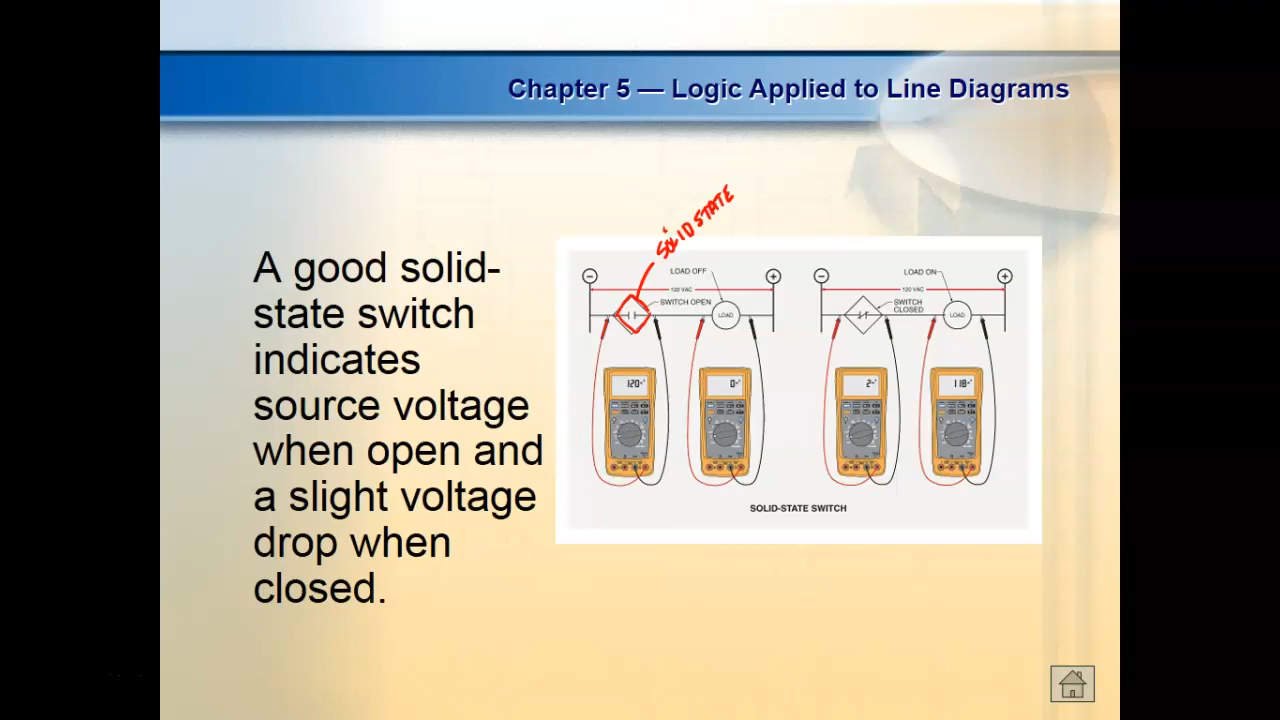 Chapter 5 — Logic Applied to Line Diagrams
A good solid-
state switch
indicates
source voltage
when open and
a slight voltage
drop when
closed.
SOLID STATE
LOAD OFF
120 VAC
SWITCH OPEN
LOAD
120
0
LOAD ON
120 VAC
SWITCH
CLOSED
LOAD
2
118
SOLID-STATE SWITCH